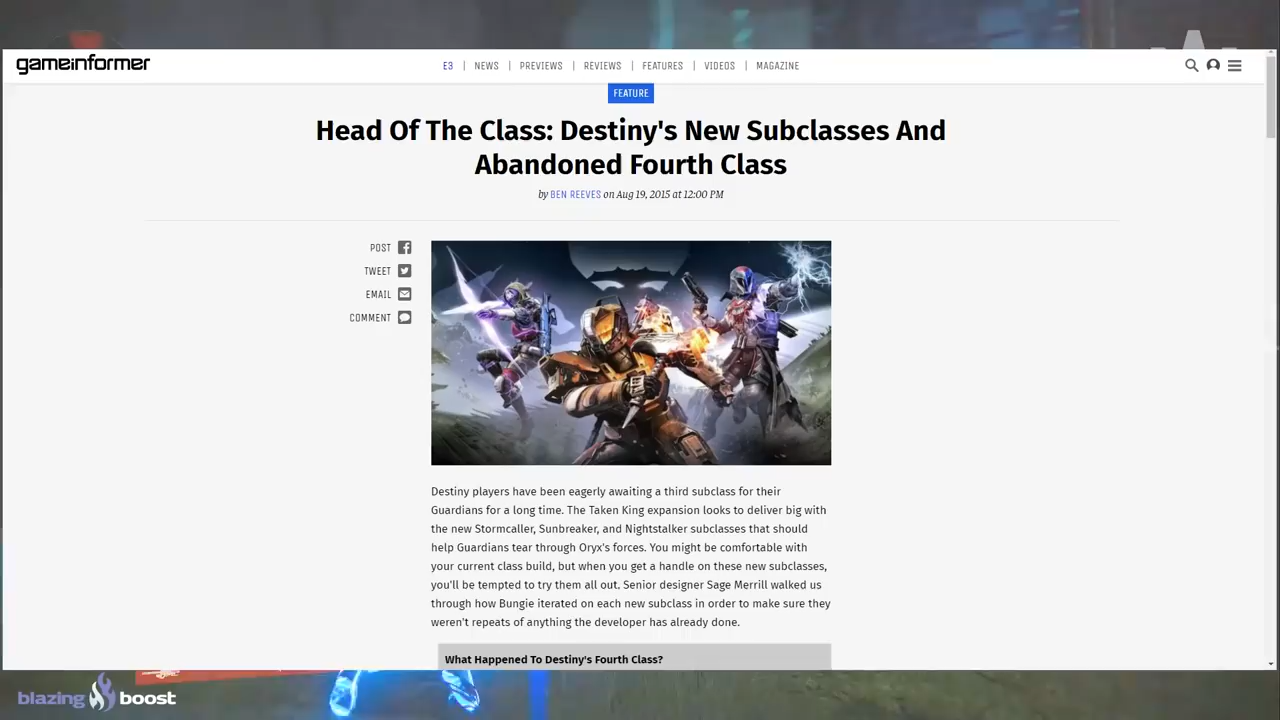 gameinformer
E3 | NEWS | PREVIEWS | REVIEWS | FEATURES | VIDEOS | MAGAZINE
FEATURE
Head Of The Class: Destiny's New Subclasses And
Abandoned Fourth Class
by BEN REEVES on Aug 19, 2015 at 12:00 PM
POST
TWEET
EMAIL
COMMENT
Destiny players have been eagerly awaiting a third subclass for their
Guardians for a long time. The Taken King expansion looks to deliver big with
the new Stormcaller, Sunbreaker, and Nightstalker subclasses that should
help Guardians tear through Oryx's forces. You might be comfortable with
your current class build, but when you get a handle on these new subclasses,
you'll be tempted to try them all out. Senior designer Sage Merrill walked us
through how Bungie iterated on each new subclass in order to make sure they
weren't repeats of anything the developer has already done.
What Happened To Destiny's Fourth Class?
blazing boost